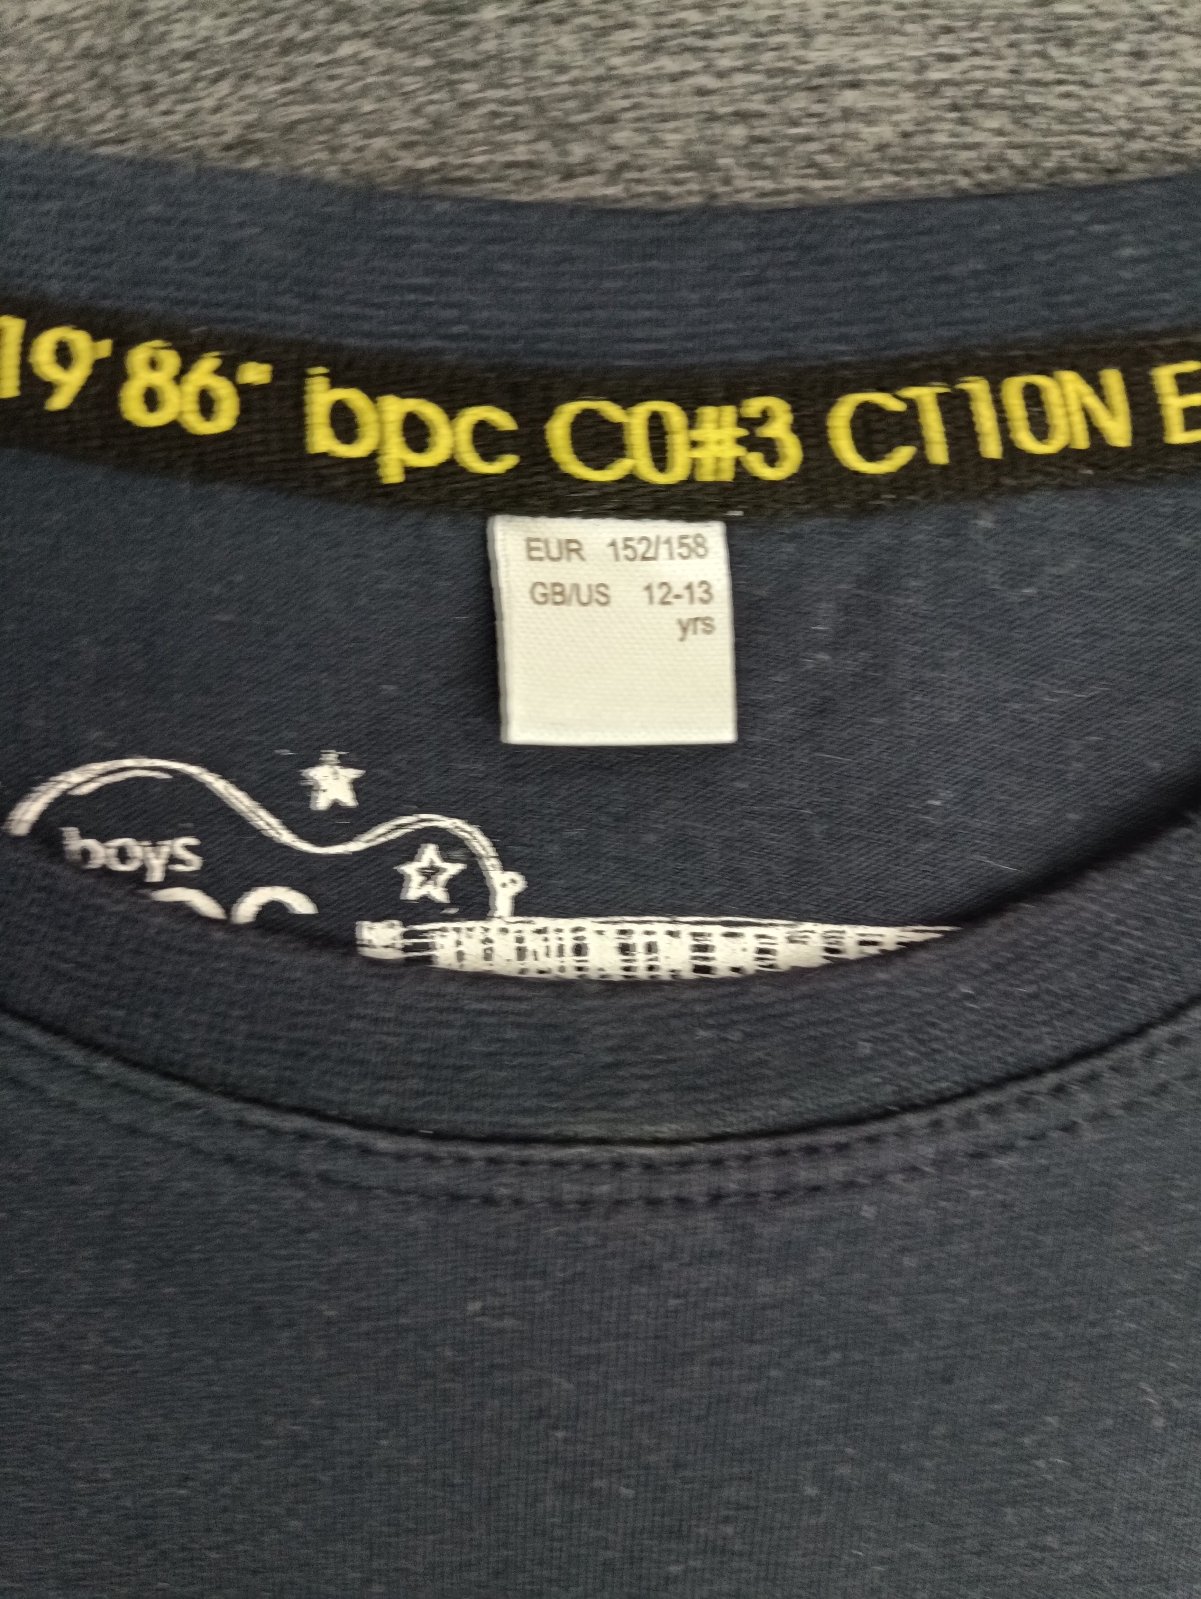 19'86" bpc C0#3 CT10N E
EUR 152/158
GB/US 12-13
yrs
boys